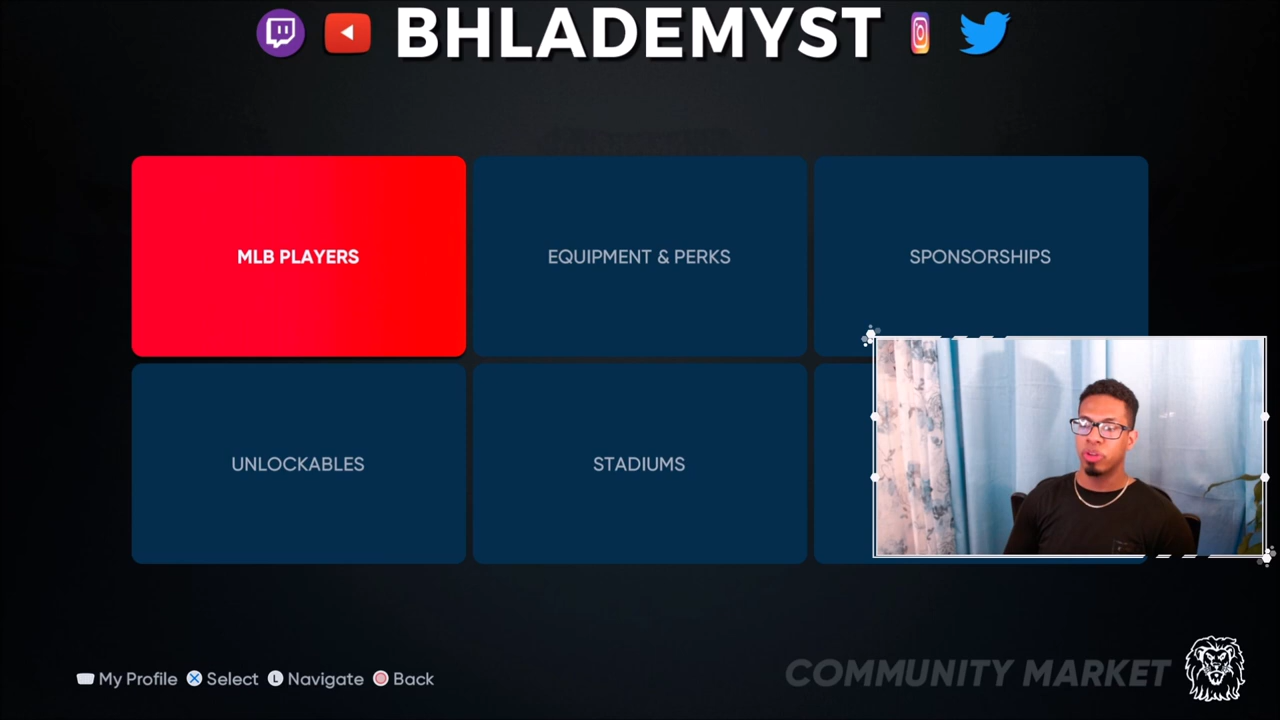 BHLADEMYST
MLB PLAYERS
EQUIPMENT & PERKS
SPONSORSHIPS
UNLOCKABLES
STADIUMS
My Profile Select L Navigate Back
COMMUNITY MARKET